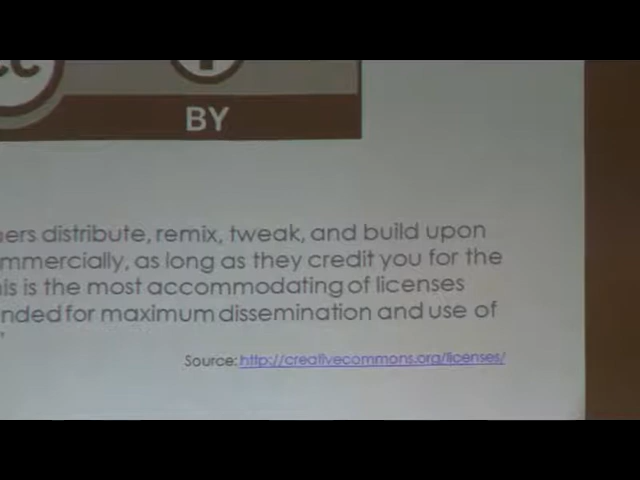 cc
BY
ers distribute, remix, tweak, and build upon
mmercially, as long as they credit you for the
is is the most accommodating of licenses
nded for maximum dissemination and use of
"
Source: http://creativecommons.org/licenses/